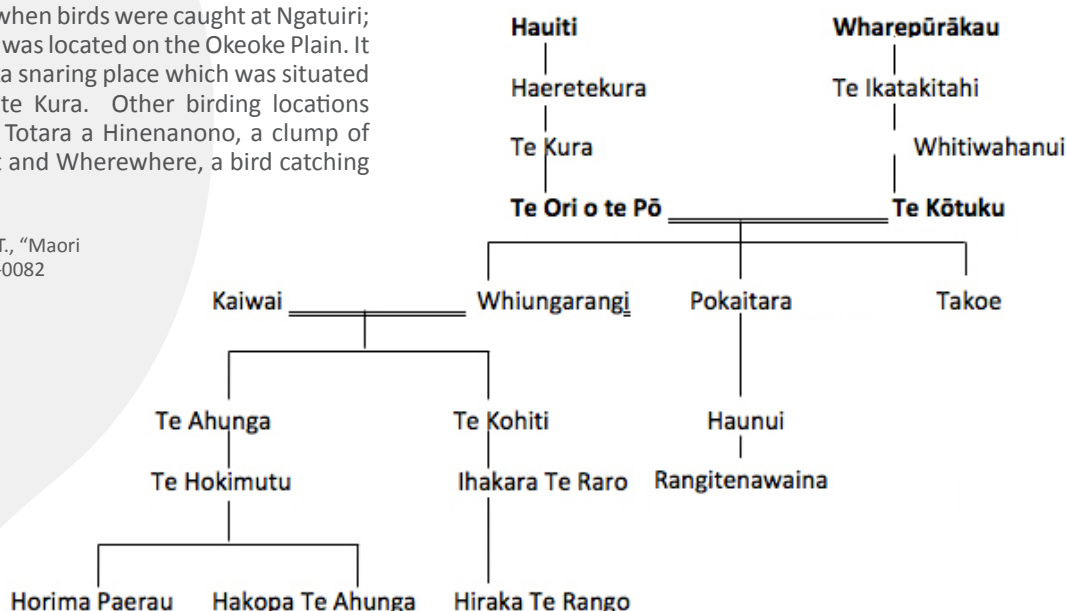 when birds were caught at Ngatuiri;
was located on the Okeoke Plain. It
a snaring place which was situated
te Kura. Other birding locations
Totara a Hinenanono, a clump of
and Wherewhere, a bird catching
T., “Maori
-0082
Hauiti Wharepūrākau
Haeretekura Te Ikatakitahi
Te Kura Whitiwahanui
Te Ori o te Pō Te Kōtuku
Kaiwai Whiungarangi Pokaitara Takoe
Te Ahunga Te Kohiti Haunui
Te Hokimutu Ihakara Te Raro Rangitenawaina
Horima Paerau Hakopa Te Ahunga Hiraka Te Rango